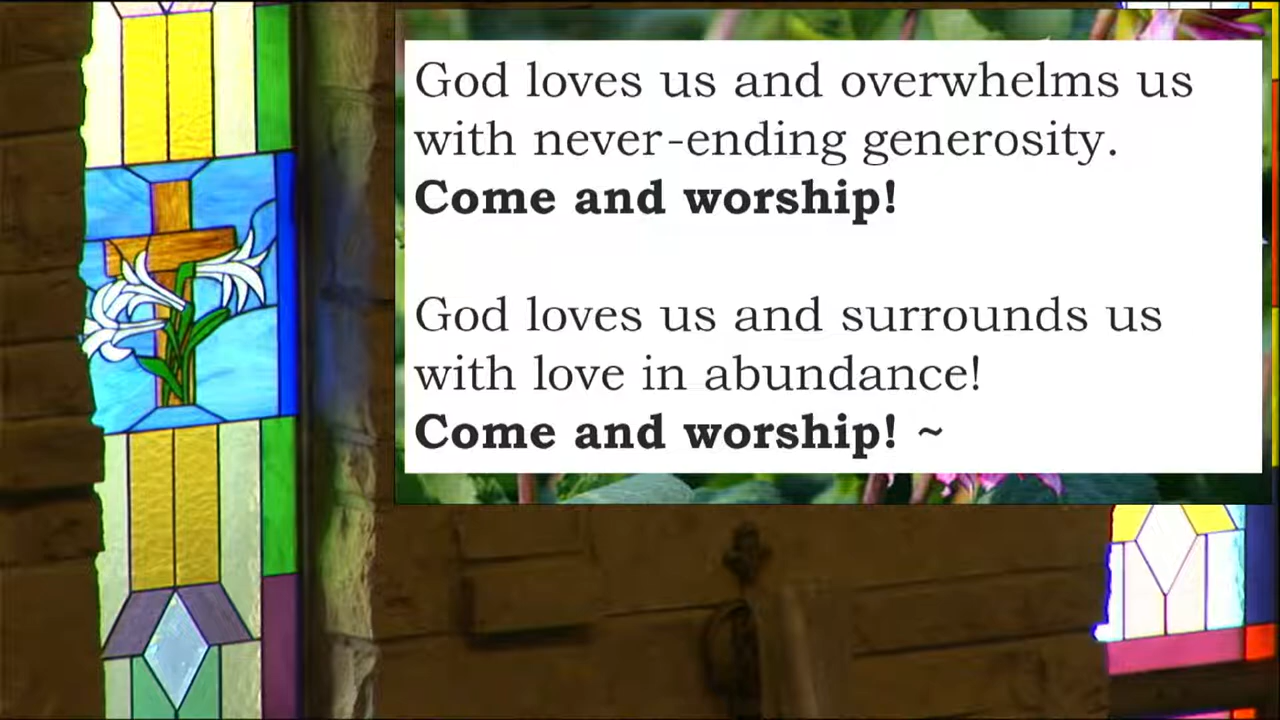 God loves us and overwhelms us
with never-ending generosity.
Come and worship!
God loves us and surrounds us
with love in abundance!
Come and worship! ~